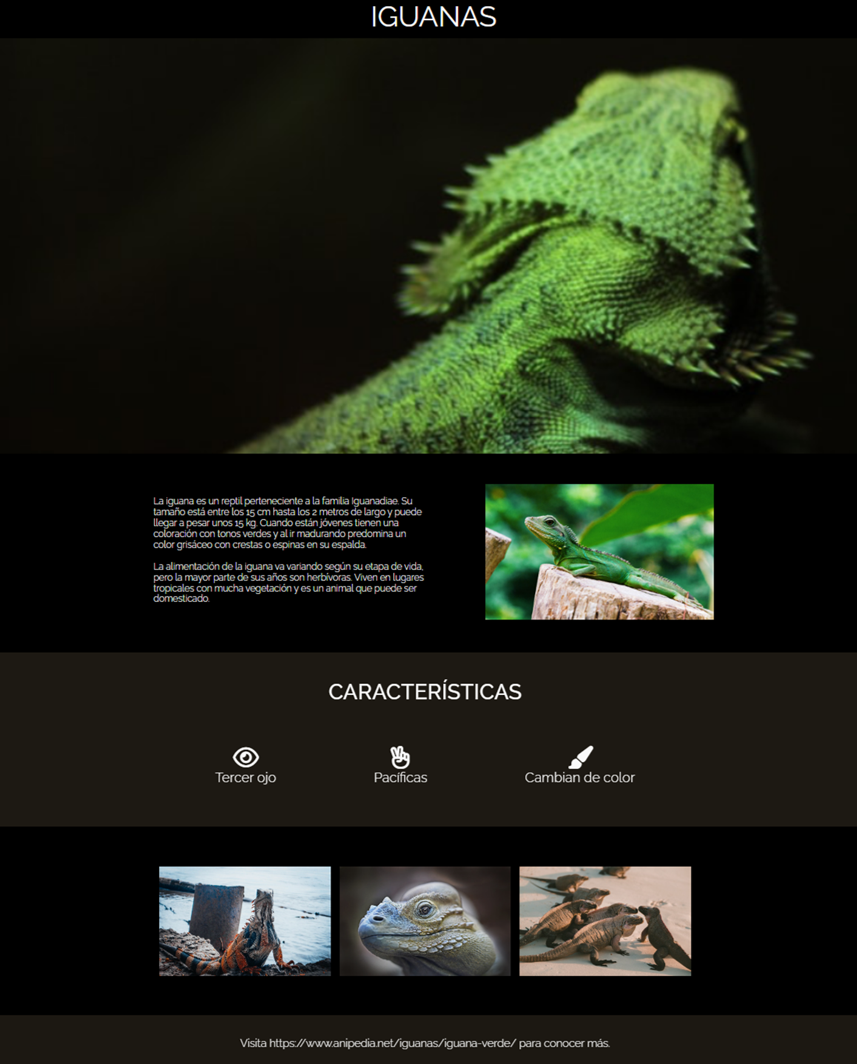 IGUANAS
La iguana es un reptil perteneciente a la familia Iguanadiae. Su
tamaño está entre los 15 cm hasta los 2 metros de largo y puede
llegar a pesar unos 15 kg. Cuando están jóvenes tienen una
coloración con tonos verdes y al ir madurando predomina un
color grisáceo con crestas o espinas en su espalda.
La alimentación de la iguana va variando según su etapa de vida,
pero la mayor parte de sus años son herbívoras. Viven en lugares
tropicales con mucha vegetación y es un animal que puede ser
domesticado.
CARACTERÍSTICAS
Tercer ojo
Pacíficas
Cambian de color
Visita https://www.anipedia.net/iguanas/iguana-verde/ para conocer más.